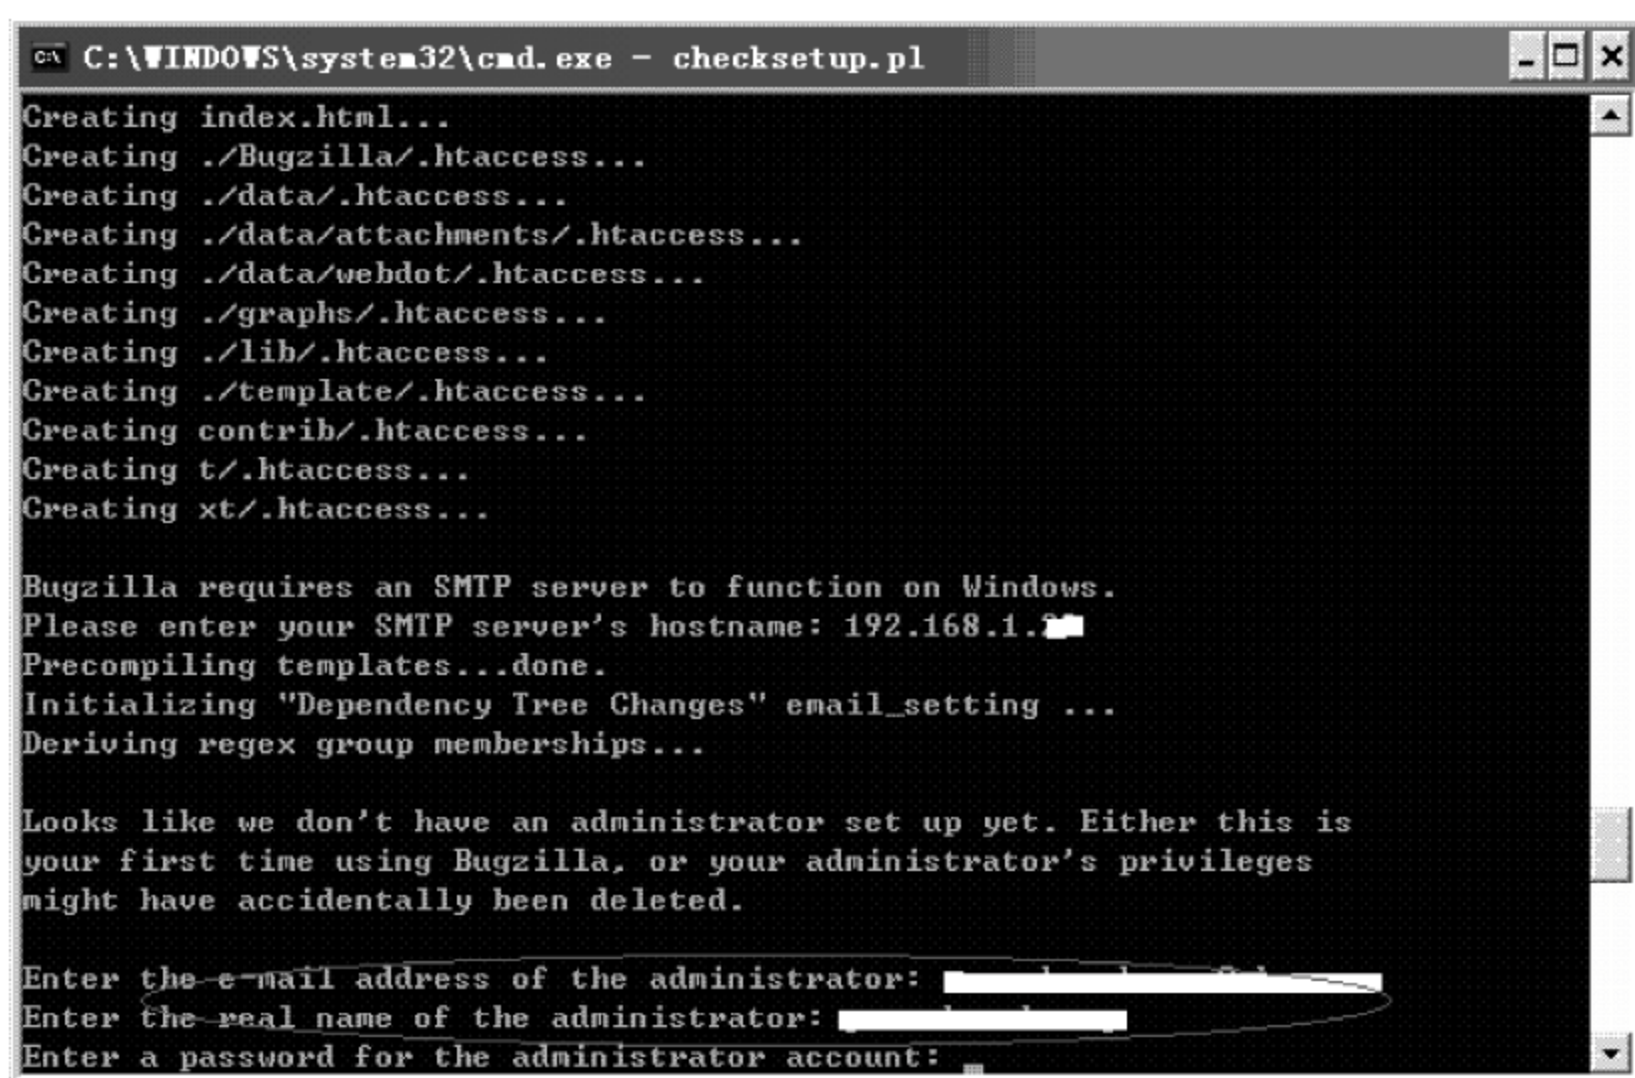 C:\WINDOWS\system32\cmd.exe - checksetup.pl
Creating index.html...
Creating ./Bugzilla/.htaccess...
Creating ./data/.htaccess...
Creating ./data/attachments/.htaccess...
Creating ./data/webdot/.htaccess...
Creating ./graphs/.htaccess...
Creating ./lib/.htaccess...
Creating ./template/.htaccess...
Creating contrib/.htaccess...
Creating t/.htaccess...
Creating xt/.htaccess...
Bugzilla requires an SMTP server to function on Windows.
Please enter your SMTP server's hostname: 192.168.1.
Precompiling templates...done.
Initializing "Dependency Tree Changes" email_setting ...
Deriving regex group memberships...
Looks like we don't have an administrator set up yet. Either this is
your first time using Bugzilla, or your administrator's privileges
might have accidentally been deleted.
Enter the e-mail address of the administrator:
Enter the real name of the administrator:
Enter a password for the administrator account: _